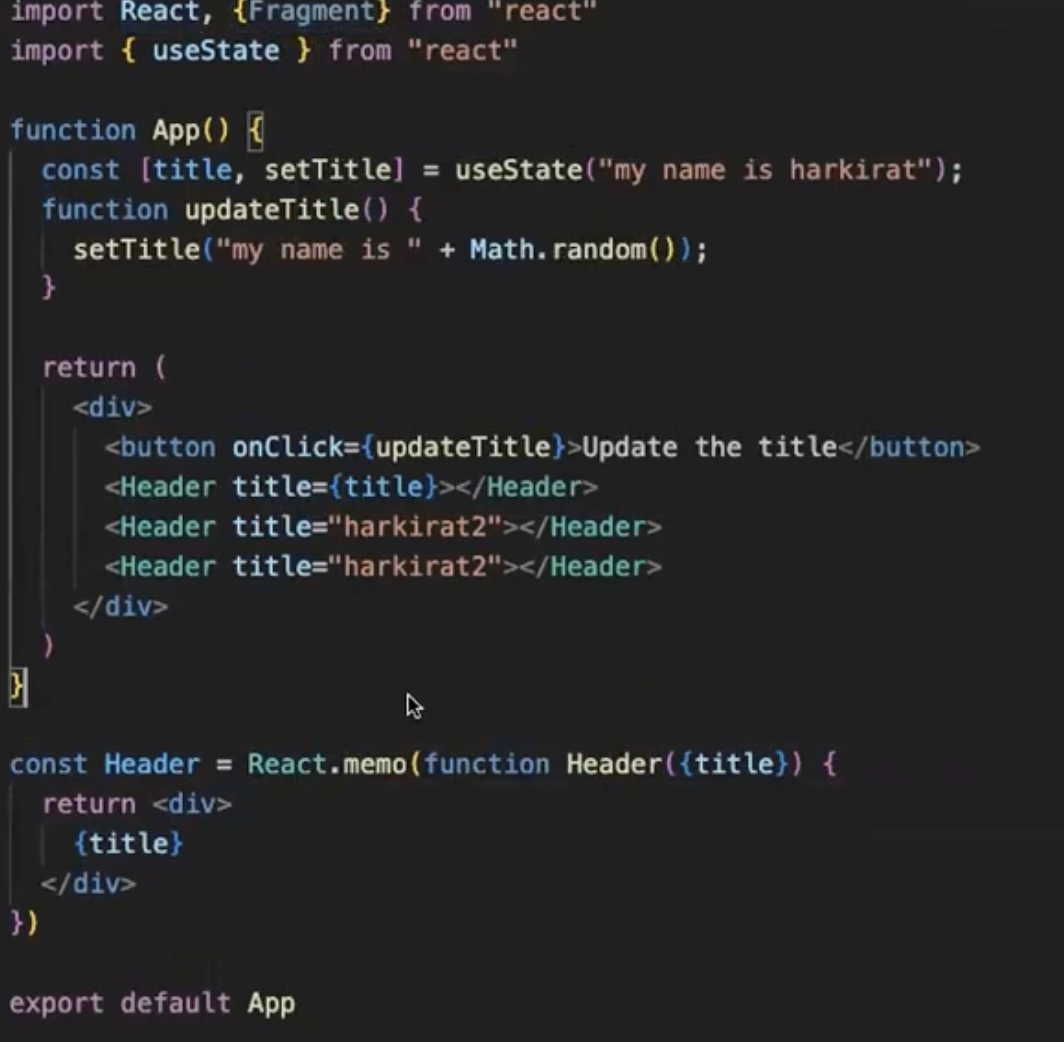 import React, {Fragment} from "react"
import { useState } from "react"
function App() {
const [title, setTitle] = useState("my name is harkirat");
function updateTitle() {
setTitle("my name is " + Math.random());
}
return (
<div>
<button onClick={updateTitle}>Update the title</button>
<Header title={title}></Header>
<Header title="harkirat2"></Header>
<Header title="harkirat2"></Header>
</div>
)
}
const Header = React.memo(function Header({title}) {
return <div>
{title}
</div>
})
export default App